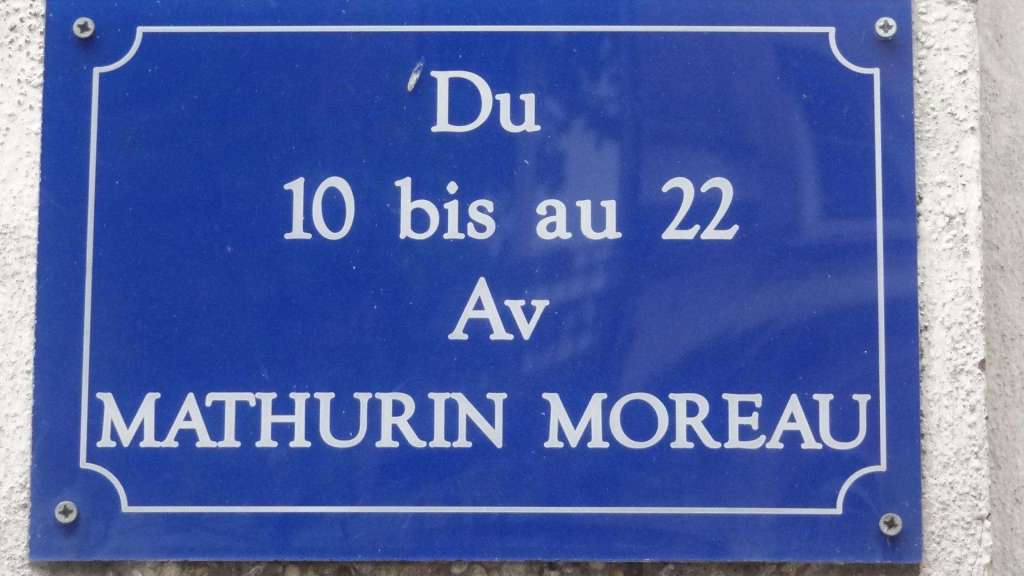 Du
10 bis au 22
Av
MATHURIN MOREAU